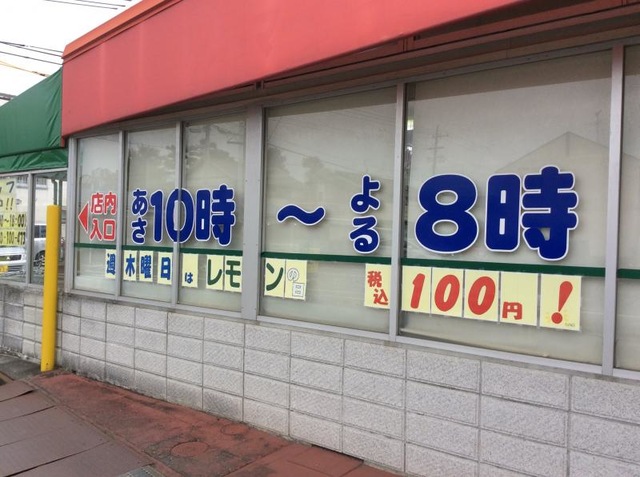 店内
入口
あさ10時～よる8時
週木曜日はレモンの
税込100円！